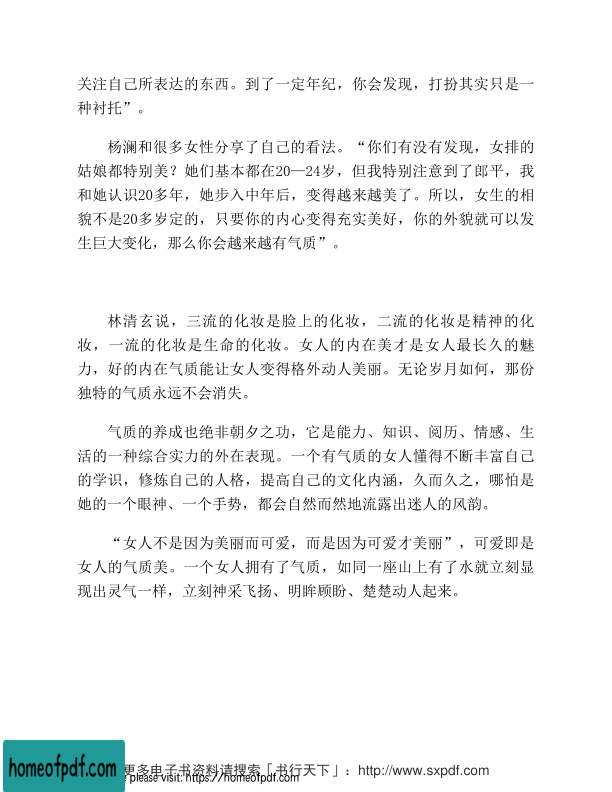 关注自己所表达的东西。到了一定年纪，你会发现，打扮其实只是一
种衬托”。
杨澜和很多女性分享了自己的看法。“你们有没有发现，女排的
姑娘都特别美？她们基本都在20—24岁，但我特别注意到了郎平，我
和她认识20多年，她步入中年后，变得越来越美了。所以，女生的相
貌不是20多岁定的，只要你的内心变得充实美好，你的外貌就可以发
生巨大变化，那么你会越来越有气质”。
林清玄说，三流的化妆是脸上的化妆，二流的化妆是精神的化
妆，一流的化妆是生命的化妆。女人的内在美才是女人最长久的魅
力，好的内在气质能让女人变得格外动人美丽。无论岁月如何，那份
独特的气质永远不会消失。
气质的养成也绝非朝夕之功，它是能力、知识、阅历、情感、生
活的一种综合实力的外在表现。一个有气质的女人懂得不断丰富自己
的学识，修炼自己的人格，提高自己的文化内涵，久而久之，哪怕是
她的一个眼神、一个手势，都会自然而然地流露出迷人的风韵。
“女人不是因为美丽而可爱，而是因为可爱才美丽”，可爱即是
女人的气质美。一个女人拥有了气质，如同一座山上有了水就立刻显
现出灵气一样，立刻神采飞扬、明眸顾盼、楚楚动人起来。
更多电子书资料请搜索「书行天下」：http://www.sxpdf.com
homeofpdf.com
please visit: https://homeofpdf.com